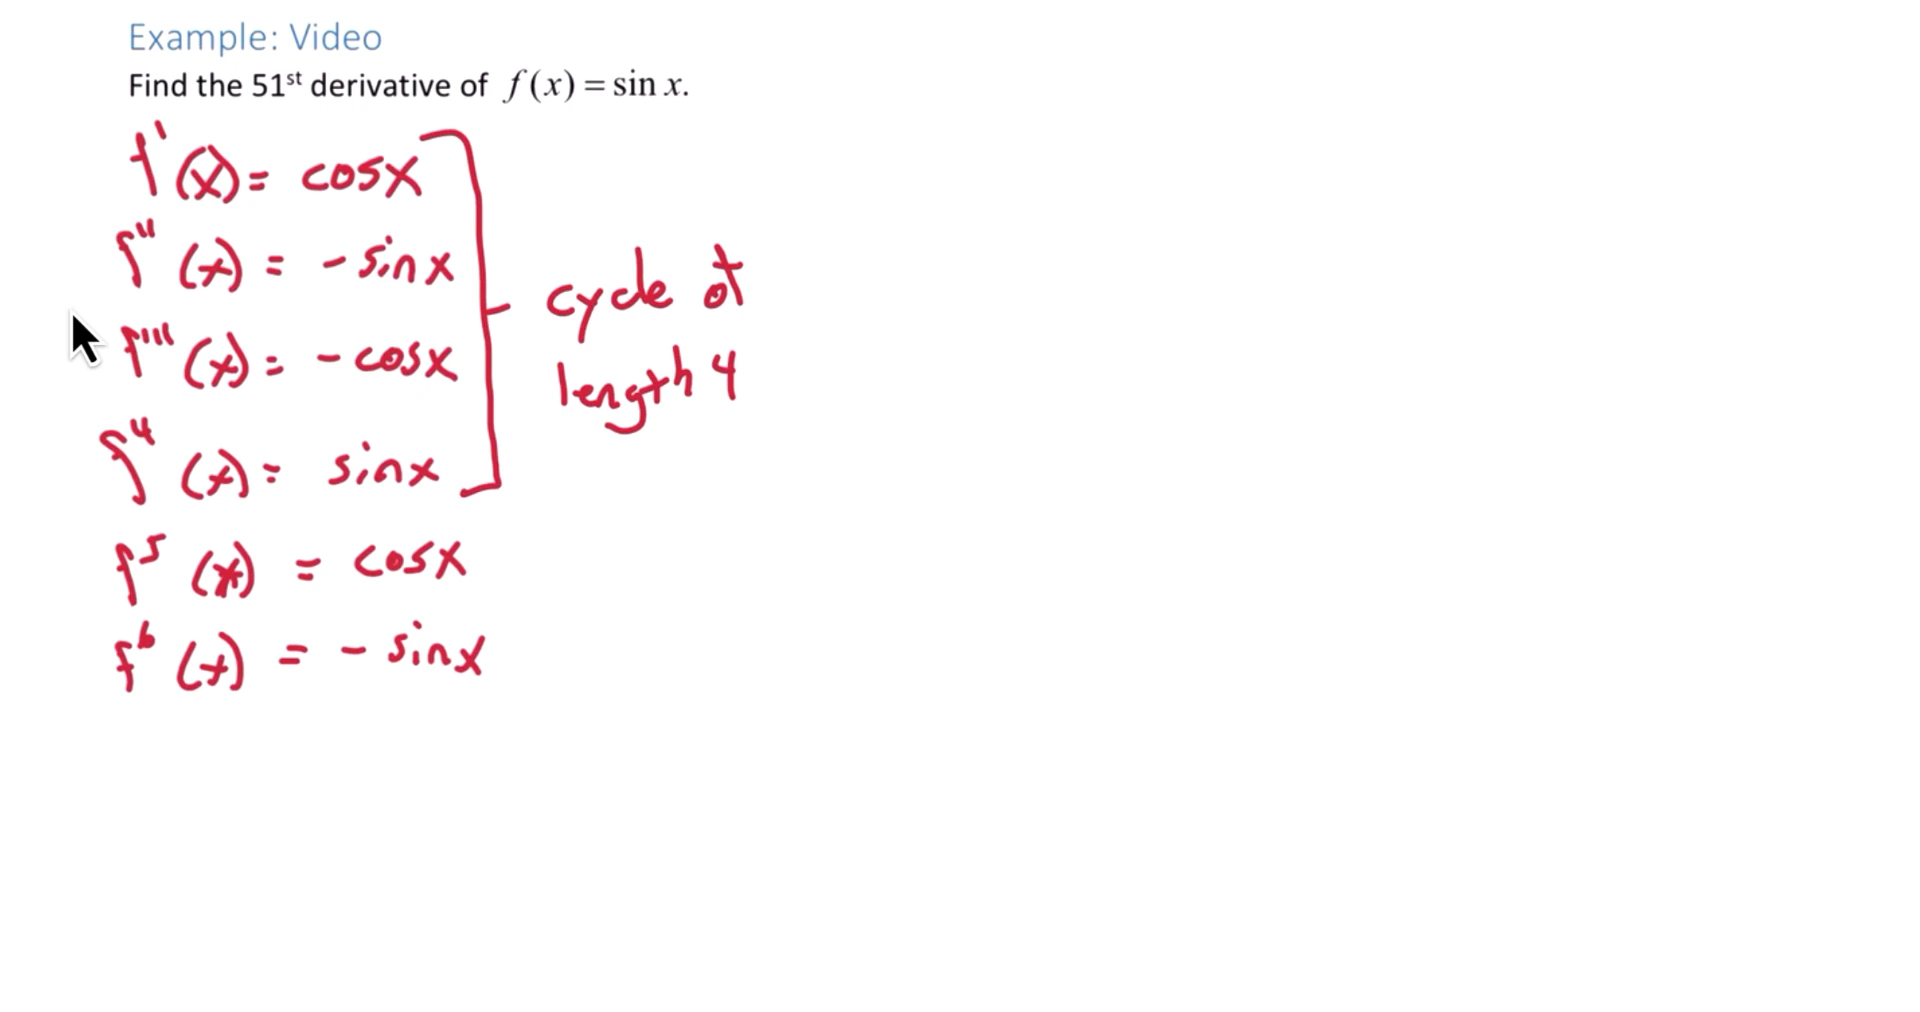 Example: Video
Find the 51st derivative of f(x) = sin x.
f'(x) = cosx
f''(x) = - sinx
f'''(x) = - cosx
f⁴(x) = sinx
f⁵(x) = cosx
f⁶(x) = - sinx
cycle of
length 4